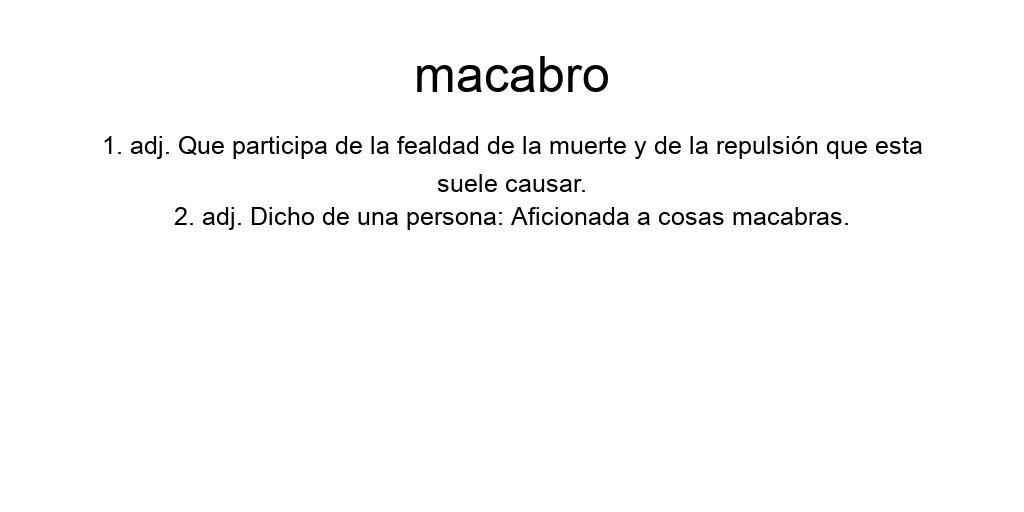 macabro
1. adj. Que participa de la fealdad de la muerte y de la repulsión que esta
suele causar.
2. adj. Dicho de una persona: Aficionada a cosas macabras.